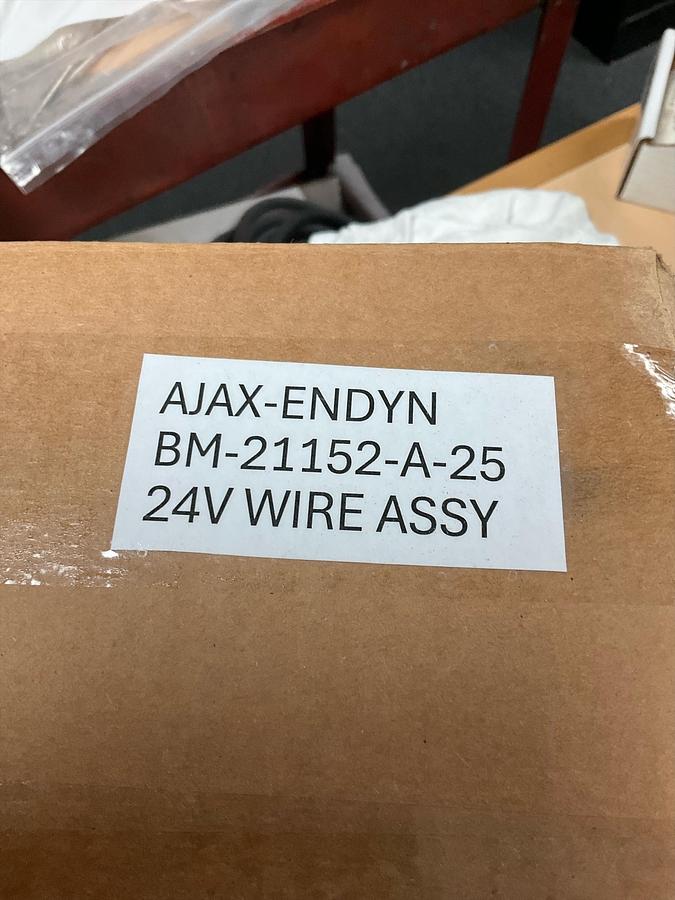 AJAX-ENDYN
BM-21152-A-25
24V WIRE ASSY